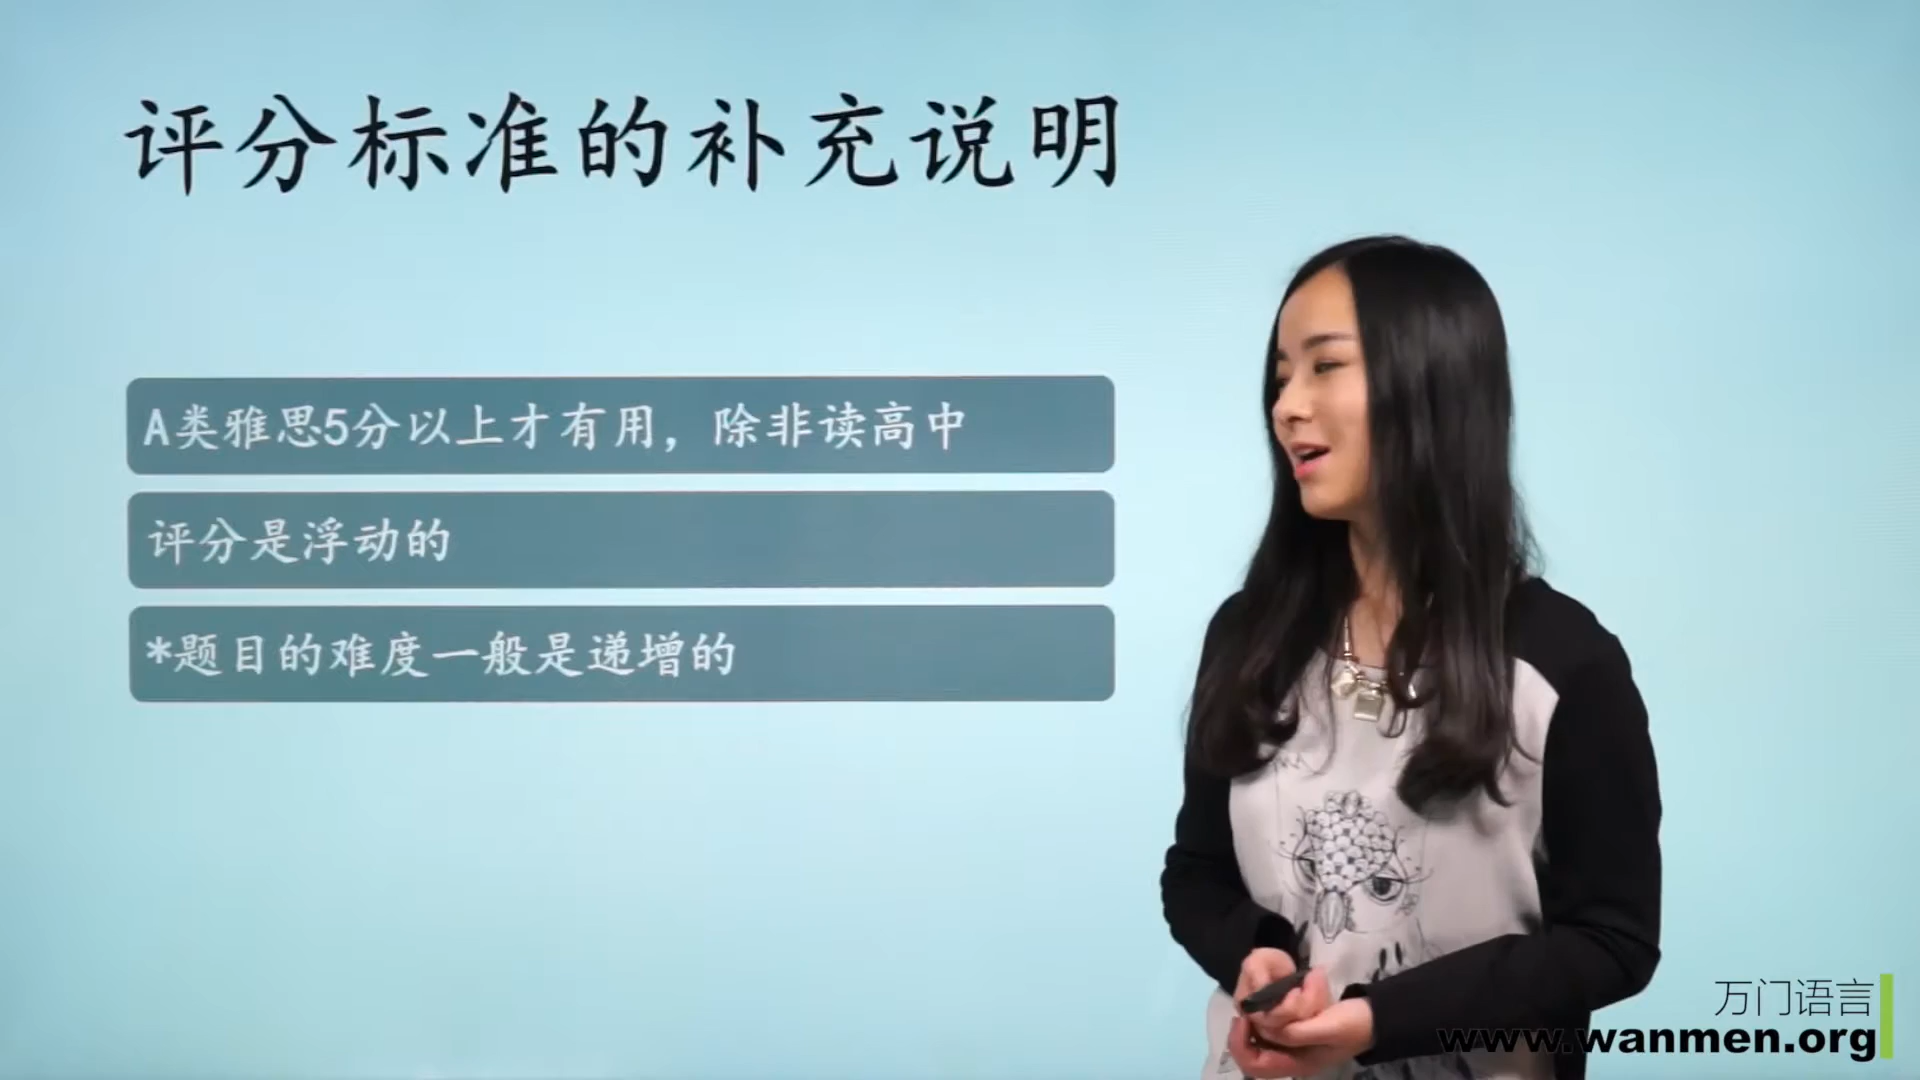 评分标准的补充说明
A类雅思5分以上才有用，除非读高中
评分是浮动的
*题目的难度一般是递增的
万门语言
www.wanmen.org